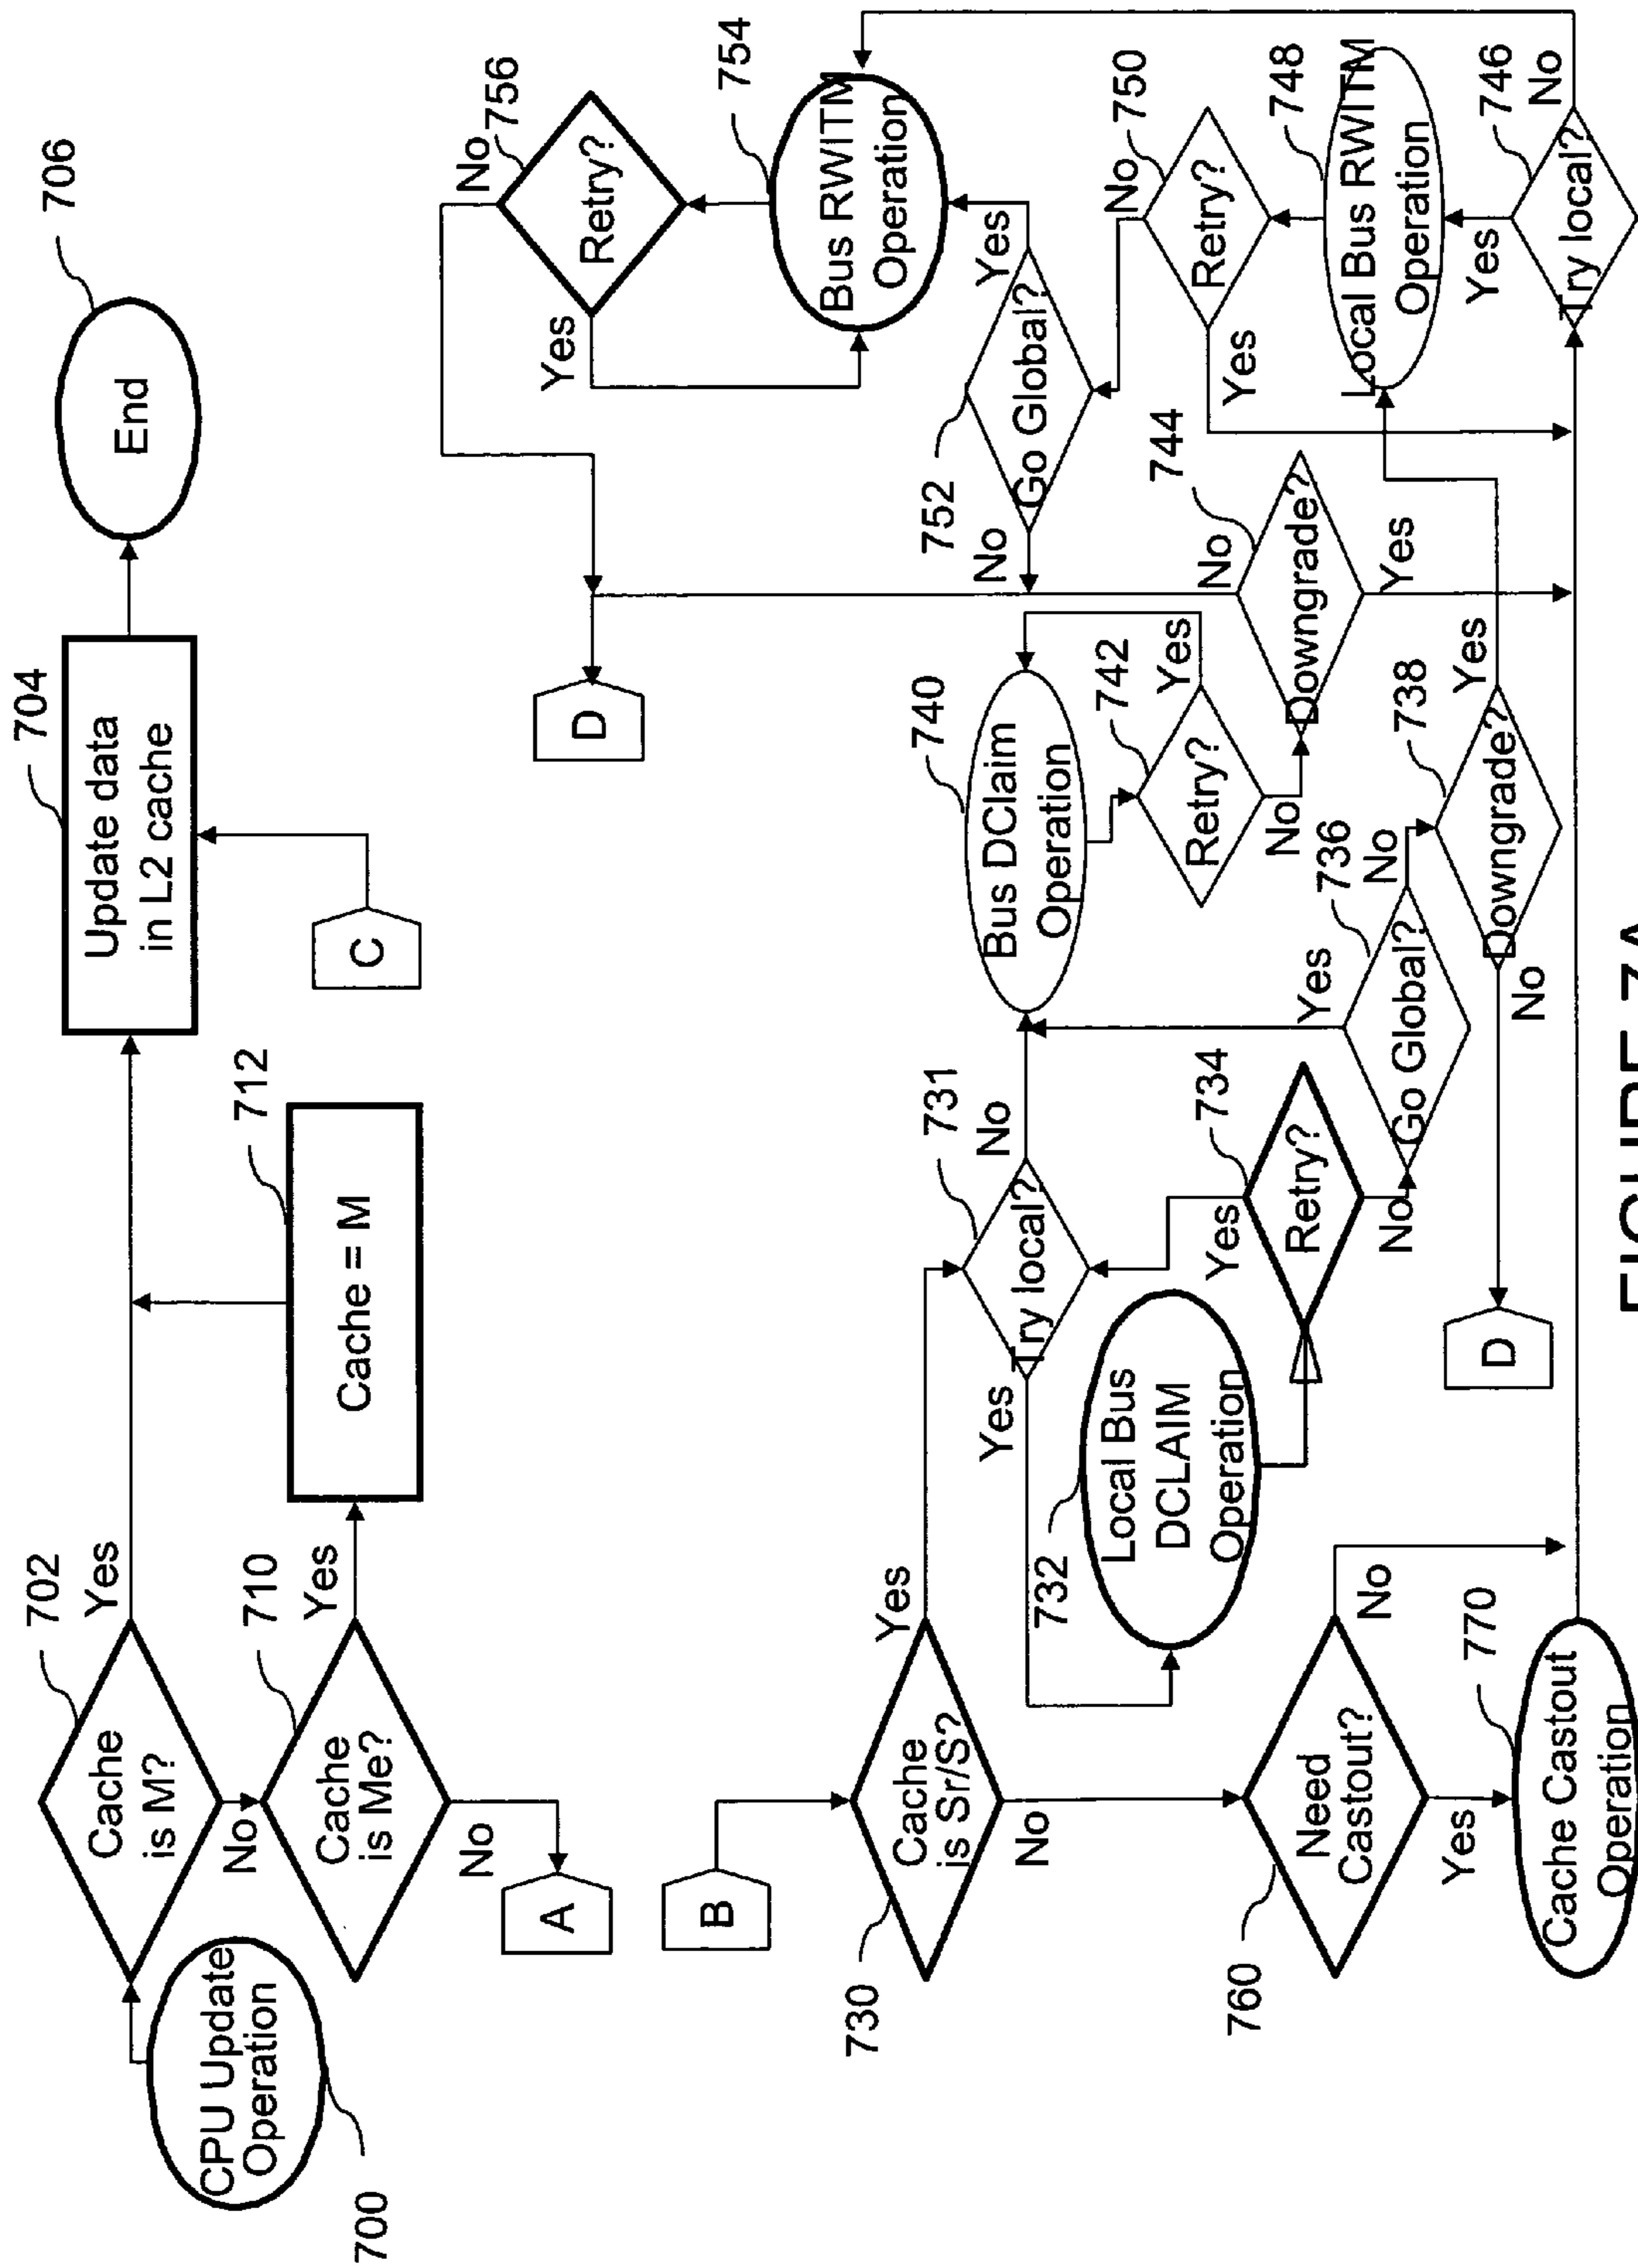 700
CPU Update
Operation
702
Cache
is M?
Yes
No
704
Update data
in L2 cache
706
End
710
Cache
is Me?
Yes
No
712
Cache = M
C
A
B
730
Cache
is Sr/S?
Yes
No
731
Try local?
Yes
No
732
Local Bus
DCLAIM
Operation
734
Retry?
Yes
No
736
Go Global?
Yes
No
738
Downgrade?
Yes
No
D
740
Bus DClaim
Operation
742
Retry?
Yes
No
744
Downgrade?
No
Yes
D
746
Try local?
Yes
No
748
Local Bus RWITM
Operation
750
Retry?
Yes
No
752
Go Global?
No
Yes
754
Bus RWITM
Operation
756
Retry?
No
Yes
760
Need
Castout?
Yes
No
770
Cache Castout
Operation
FIGURE 7A